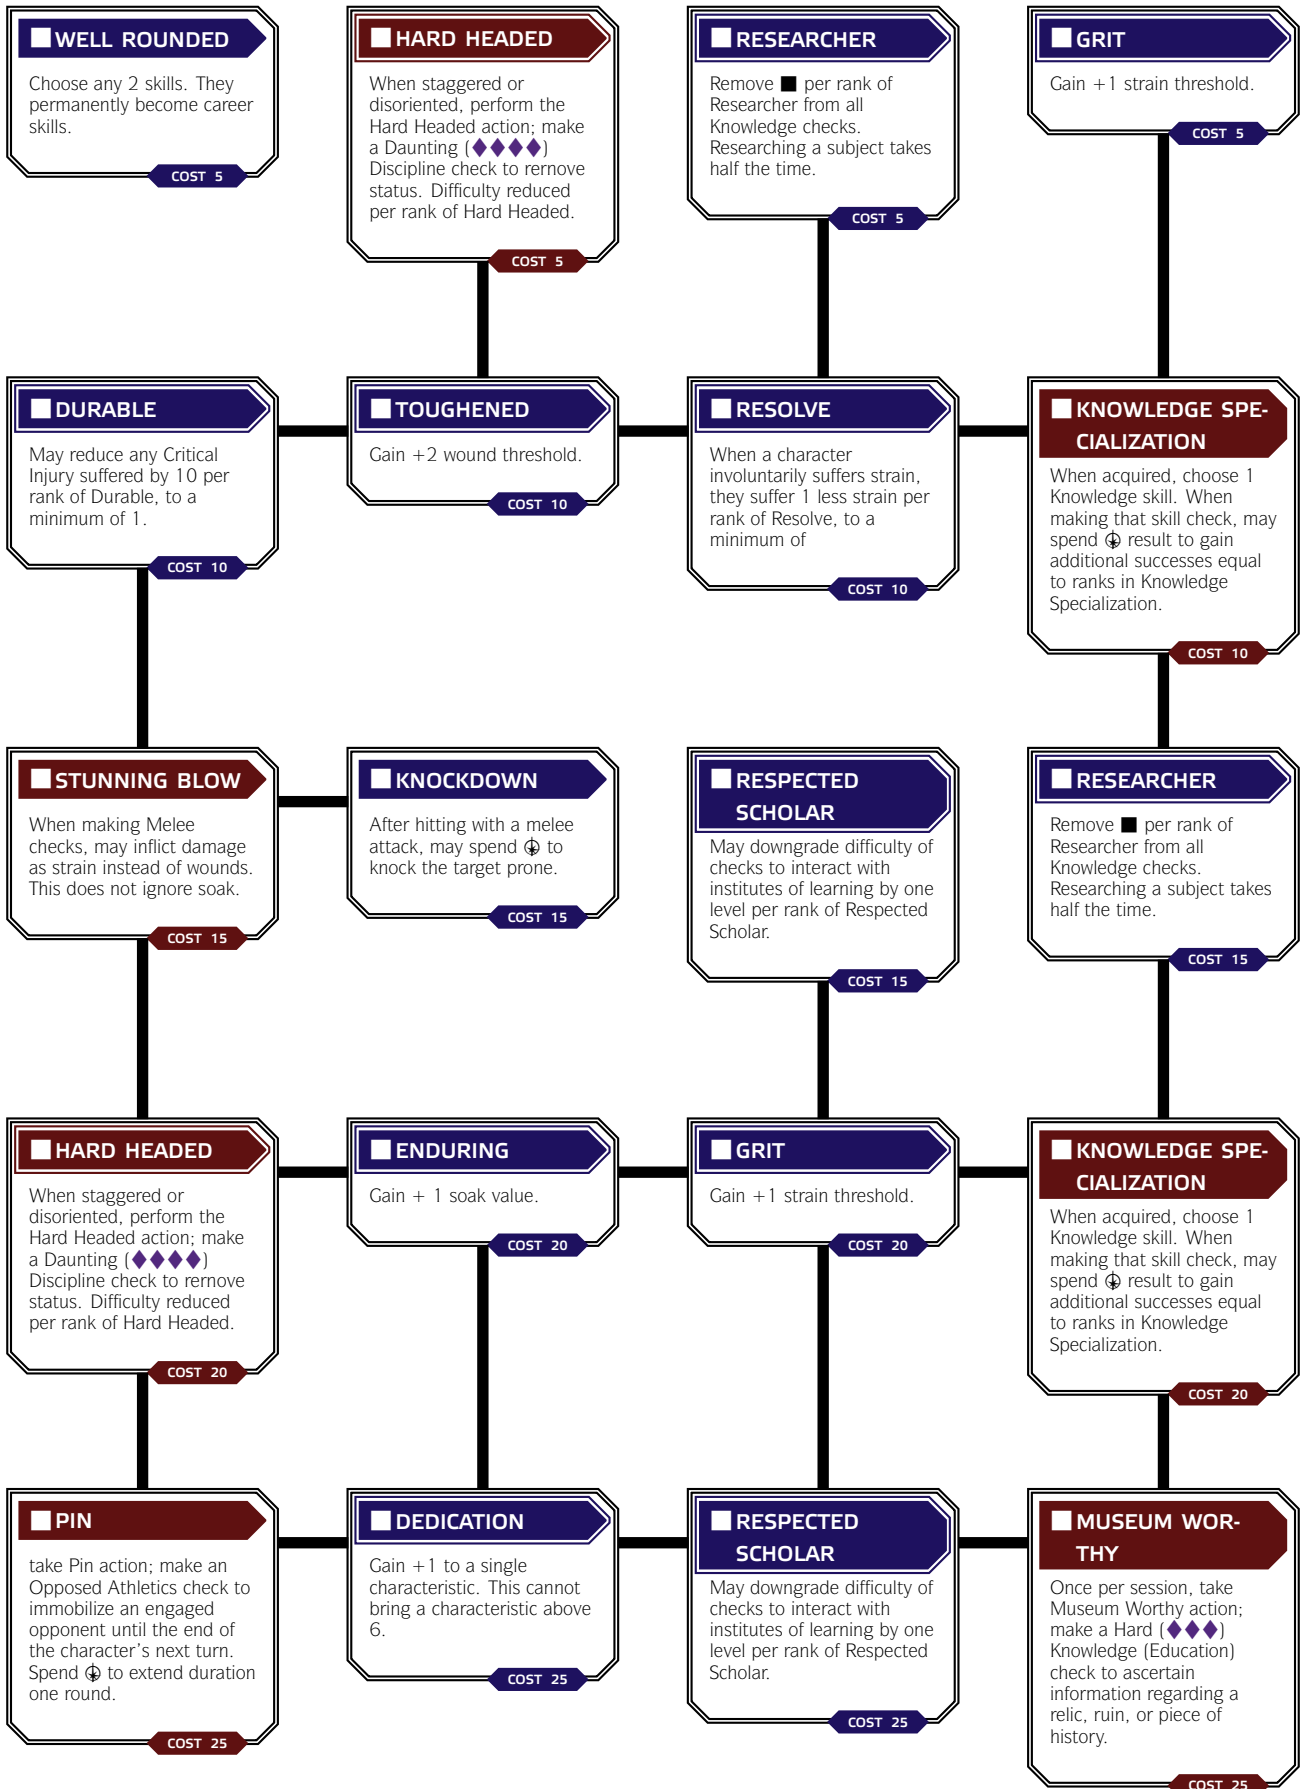 WELL ROUNDED
Choose any 2 skills. They
permanently become career
skills.
COST 5
HARD HEADED
When staggered or
disoriented, perform the
Hard Headed action; make
a Daunting (♦♦♦♦)
Discipline check to rernove
status. Difficulty reduced
per rank of Hard Headed.
COST 5
RESEARCHER
Remove ■ per rank of
Researcher from all
Knowledge checks.
Researching a subject takes
half the time.
COST 5
GRIT
Gain +1 strain threshold.
COST 5
DURABLE
May reduce any Critical
Injury suffered by 10 per
rank of Durable, to a
minimum of 1.
COST 10
TOUGHENED
Gain +2 wound threshold.
COST 10
RESOLVE
When a character
involuntarily suffers strain,
they suffer 1 less strain per
rank of Resolve, to a
minimum of
COST 10
KNOWLEDGE SPE-
CIALIZATION
When acquired, choose 1
Knowledge skill. When
making that skill check, may
spend result to gain
additional successes equal
to ranks in Knowledge
Specialization.
COST 10
STUNNING BLOW
When making Melee
checks, may inflict damage
as strain instead of wounds.
This does not ignore soak.
COST 15
KNOCKDOWN
After hitting with a melee
attack, may spend to
knock the target prone.
COST 15
RESPECTED
SCHOLAR
May downgrade difficulty of
checks to interact with
institutes of learning by one
level per rank of Respected
Scholar.
COST 15
RESEARCHER
Remove ■ per rank of
Researcher from all
Knowledge checks.
Researching a subject takes
half the time.
COST 15
HARD HEADED
When staggered or
disoriented, perform the
Hard Headed action; make
a Daunting (♦♦♦♦)
Discipline check to rernove
status. Difficulty reduced
per rank of Hard Headed.
COST 20
ENDURING
Gain + 1 soak value.
COST 20
GRIT
Gain +1 strain threshold.
COST 20
KNOWLEDGE SPE-
CIALIZATION
When acquired, choose 1
Knowledge skill. When
making that skill check, may
spend result to gain
additional successes equal
to ranks in Knowledge
Specialization.
COST 20
PIN
take Pin action; make an
Opposed Athletics check to
immobilize an engaged
opponent until the end of
the character's next turn.
Spend to extend duration
one round.
COST 25
DEDICATION
Gain +1 to a single
characteristic. This cannot
bring a characteristic above
6.
COST 25
RESPECTED
SCHOLAR
May downgrade difficulty of
checks to interact with
institutes of learning by one
level per rank of Respected
Scholar.
COST 25
MUSEUM WOR-
THY
Once per session, take
Museum Worthy action;
make a Hard (♦♦♦)
Knowledge (Education)
check to ascertain
information regarding a
relic, ruin, or piece of
history.
COST 25